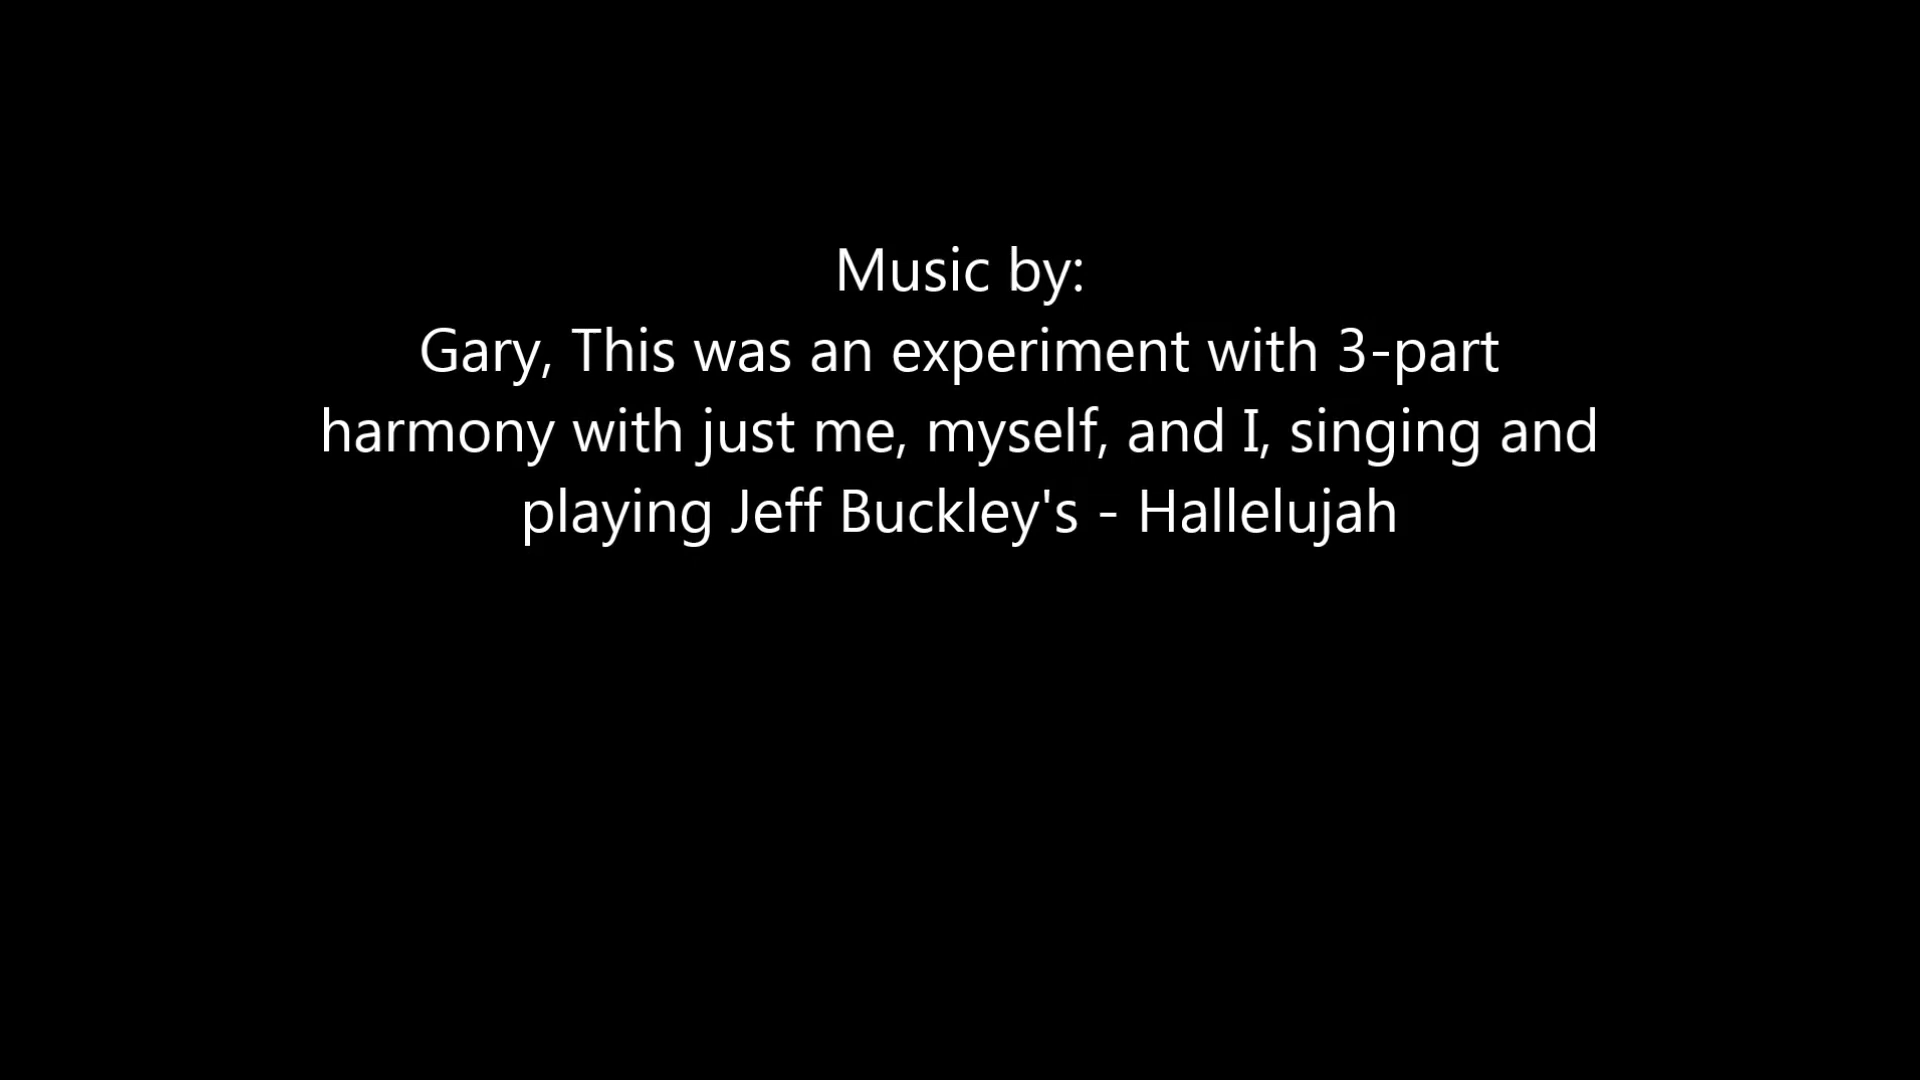 Music by:
Gary, This was an experiment with 3-part
harmony with just me, myself, and I, singing and
playing Jeff Buckley's - Hallelujah